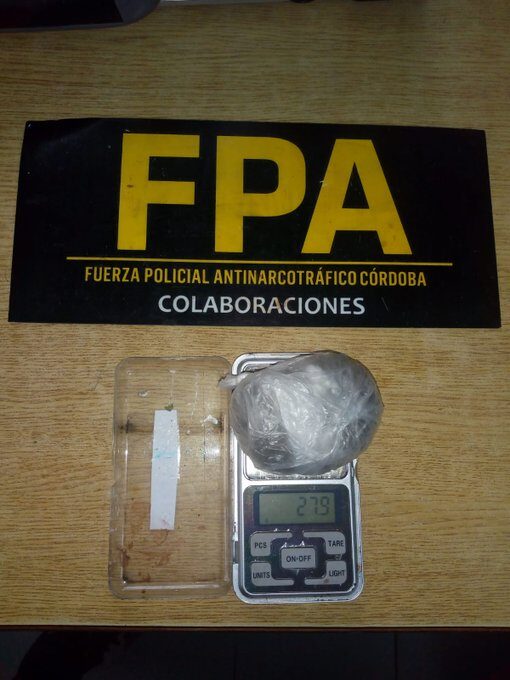 FPA
FUERZA POLICIAL ANTINARCOTRÁFICO CÓRDOBA
COLABORACIONES
27.9
PCS
TARE
ON-OFF
UNITS
LIGHT